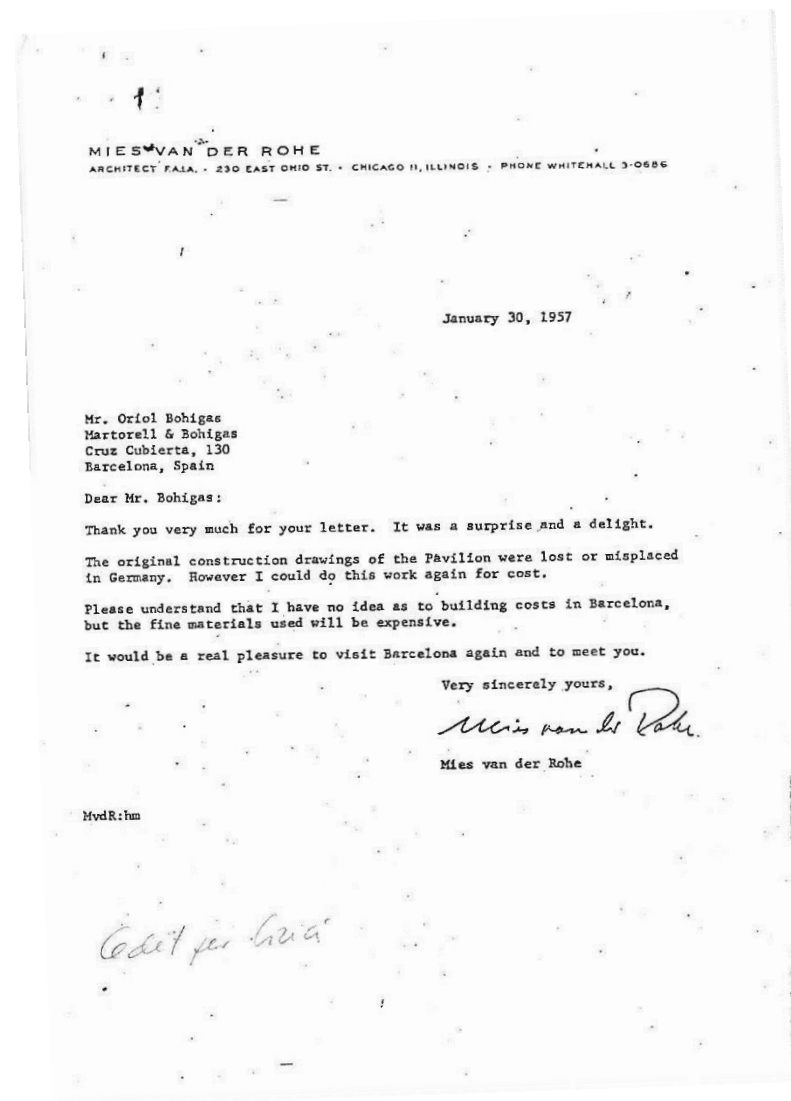 MIES VAN DER ROHE
ARCHITECT F.A.I.A. • 230 EAST OHIO ST. • CHICAGO 11, ILLINOIS • PHONE WHITEHALL 3-0686
January 30, 1957
Mr. Oriol Bohigas
Martorell & Bohigas
Cruz Cubierta, 130
Barcelona, Spain
Dear Mr. Bohigas:
Thank you very much for your letter. It was a surprise and a delight.
The original construction drawings of the Pavilion were lost or misplaced
in Germany. However I could do this work again for cost.
Please understand that I have no idea as to building costs in Barcelona,
but the fine materials used will be expensive.
It would be a real pleasure to visit Barcelona again and to meet you.
Very sincerely yours,
Mies van der Rohe
Mies van der Rohe
MvdR:hm